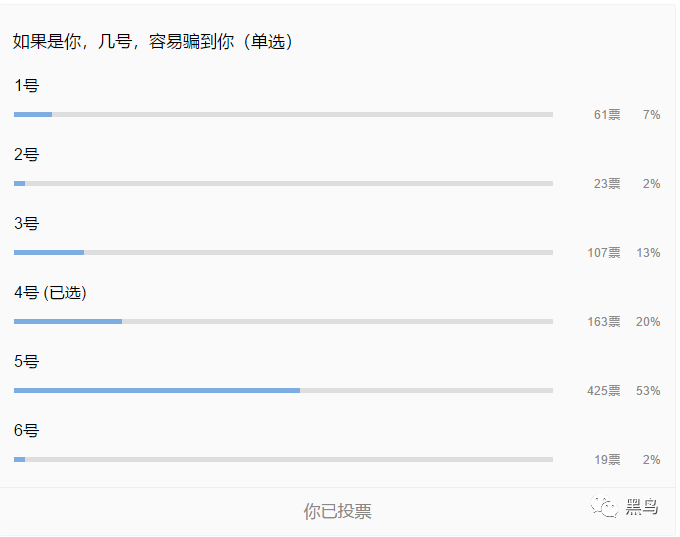 如果是你，几号，容易骗到你（单选）
1号
61票 7%
2号
23票 2%
3号
107票 13%
4号 (已选)
163票 20%
5号
425票 53%
6号
19票 2%
你已投票
黑鸟